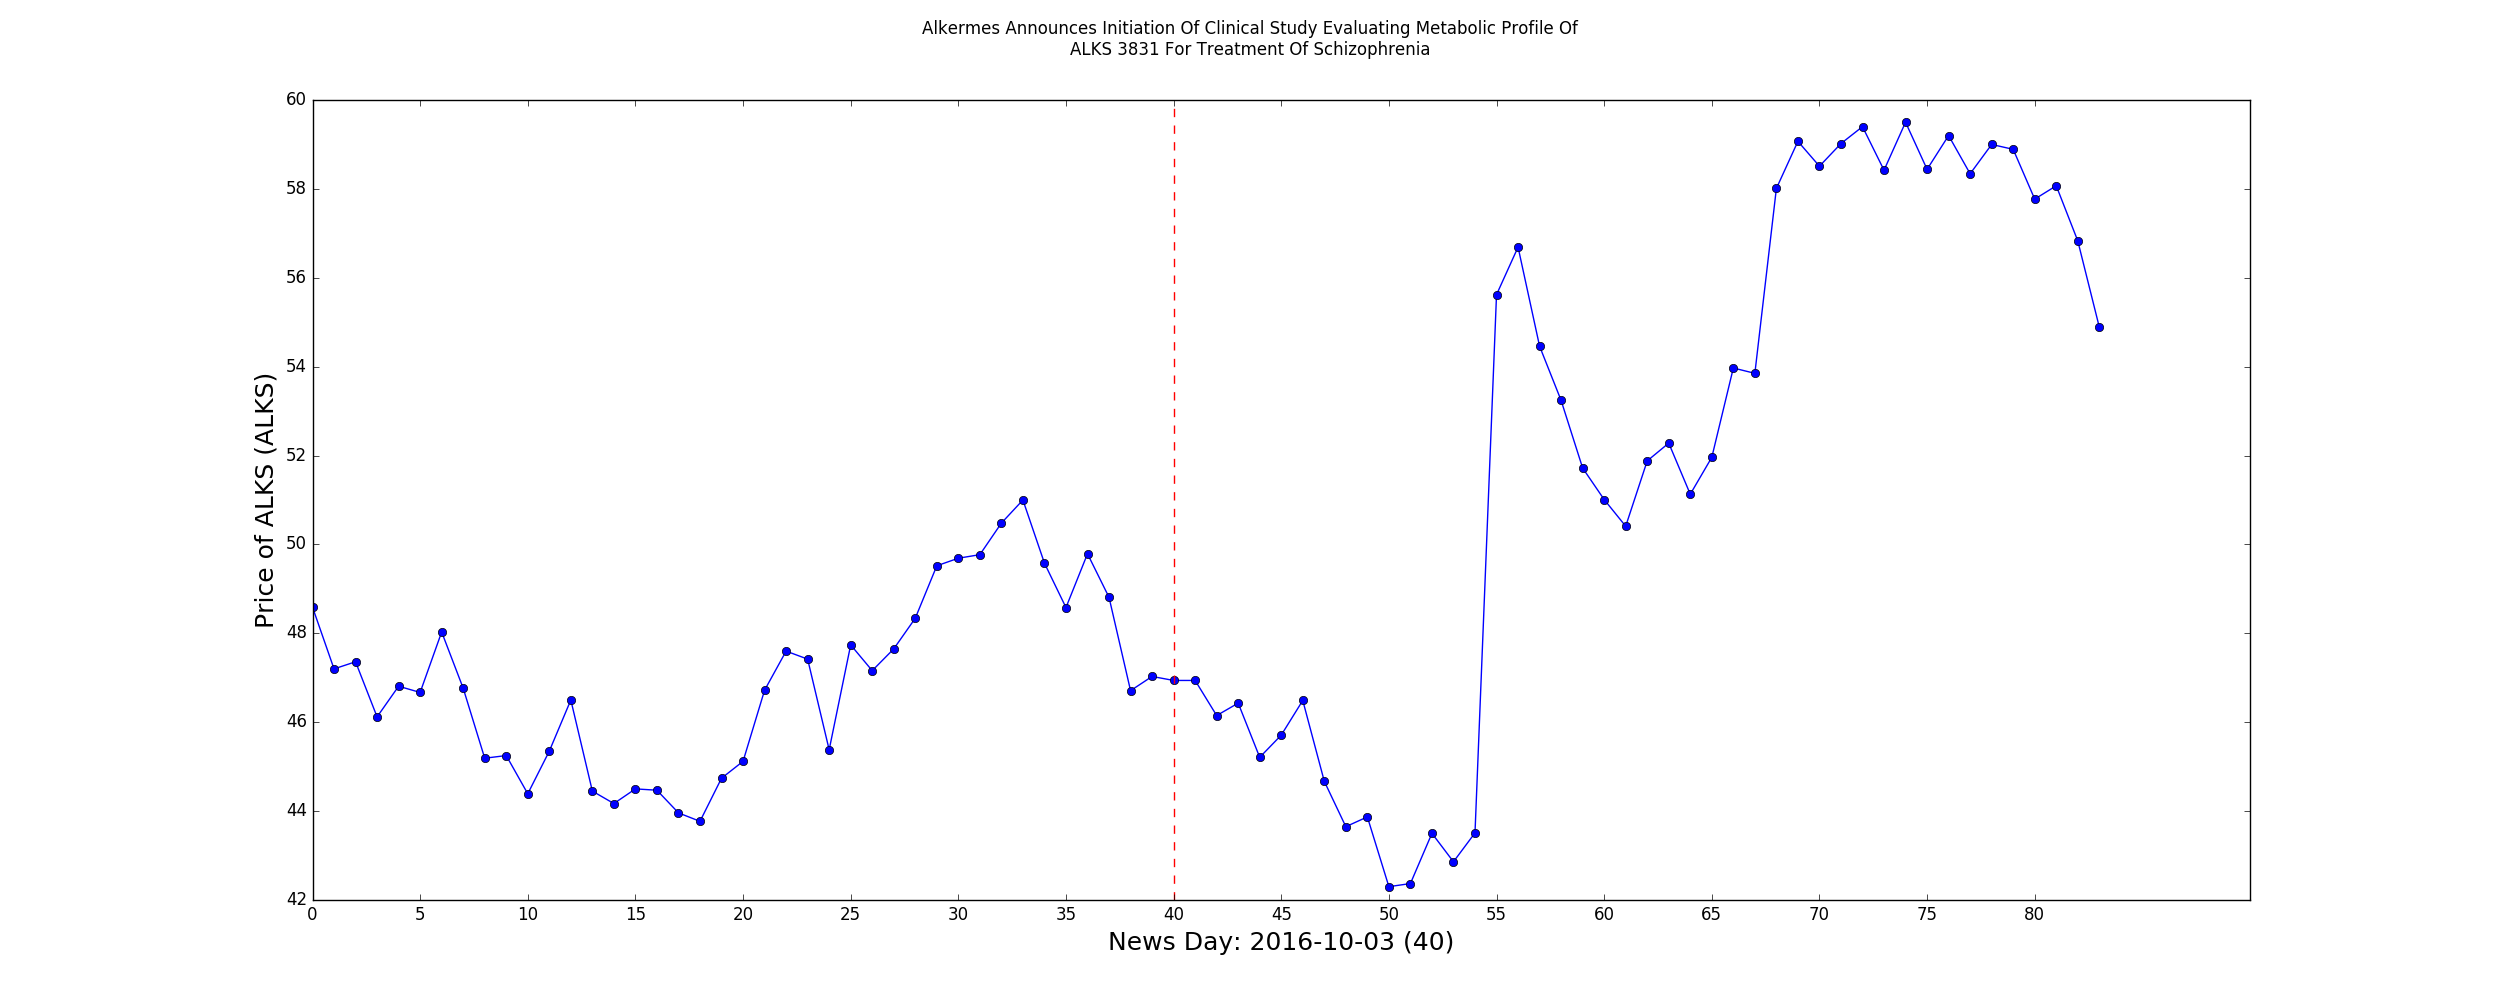 Alkermes Announces Initiation Of Clinical Study Evaluating Metabolic Profile Of
ALKS 3831 For Treatment Of Schizophrenia
60
58
56
54
52
50
48
46
44
42
Price of ALKS (ALKS)
0 5 10 15 20 25 30 35 40 45 50 55 60 65 70 75 80
News Day: 2016-10-03 (40)